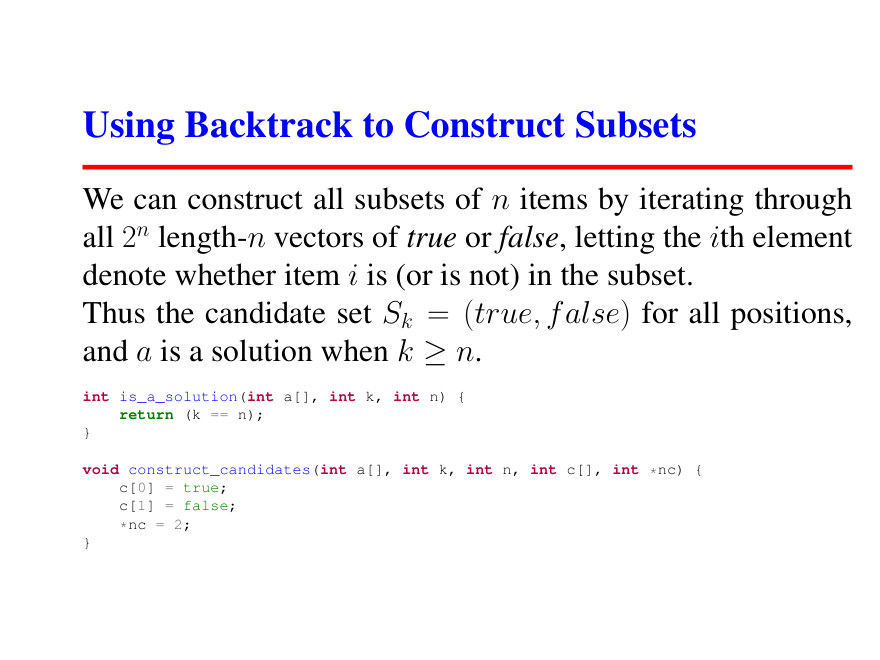 Using Backtrack to Construct Subsets
We can construct all subsets of n items by iterating through
all 2ⁿ length-n vectors of true or false, letting the ith element
denote whether item i is (or is not) in the subset.
Thus the candidate set Sₖ = (true, false) for all positions,
and a is a solution when k ≥ n.
int is_a_solution(int a[], int k, int n) {
    return (k == n);
}
void construct_candidates(int a[], int k, int n, int c[], int *nc) {
    c[0] = true;
    c[1] = false;
    *nc = 2;
}